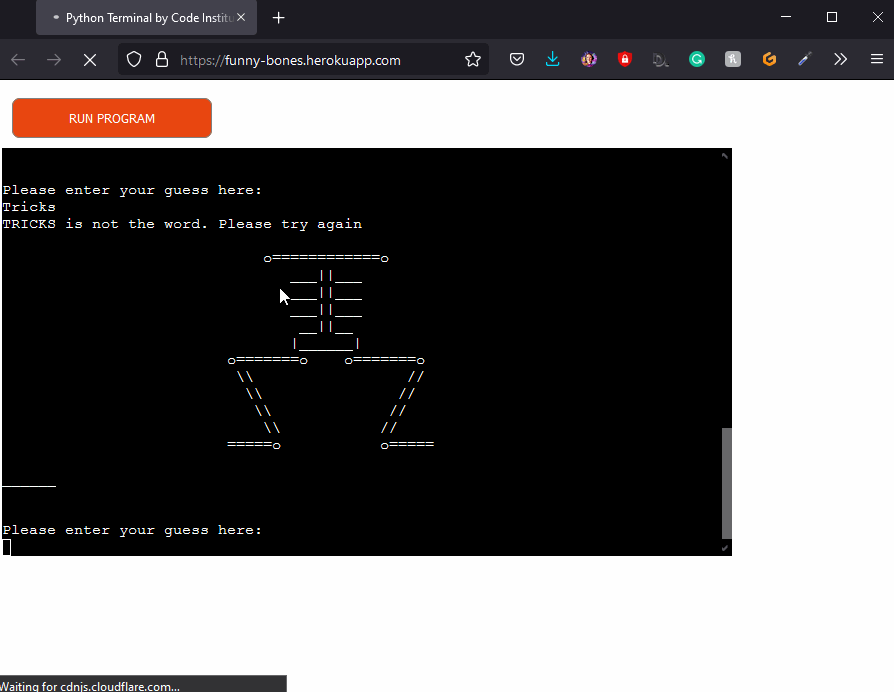 Python Terminal by Code Institu
https://funny-bones.herokuapp.com
RUN PROGRAM
Please enter your guess here:
Tricks
TRICKS is not the word. Please try again
o============o
___||___
___||___
___||___
__||__
|______|
o=======o    o=======o
\\                 //
\\               //
\\             //
\\           //
=====o           o=====
______
Please enter your guess here:
Waiting for cdnjs.cloudflare.com...